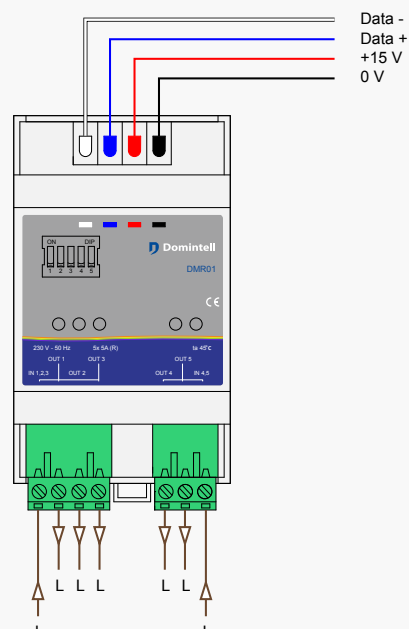 Data -
Data +
+15 V
0 V
ON DIP
1 2 3 4 5
Domintell
DMR01
CE
230 V - 50 Hz 5x 5A (R) ta 45°C
OUT 1 OUT 3 OUT 5
IN 1,2,3 OUT 2 OUT 4 IN 4,5
L L L L L